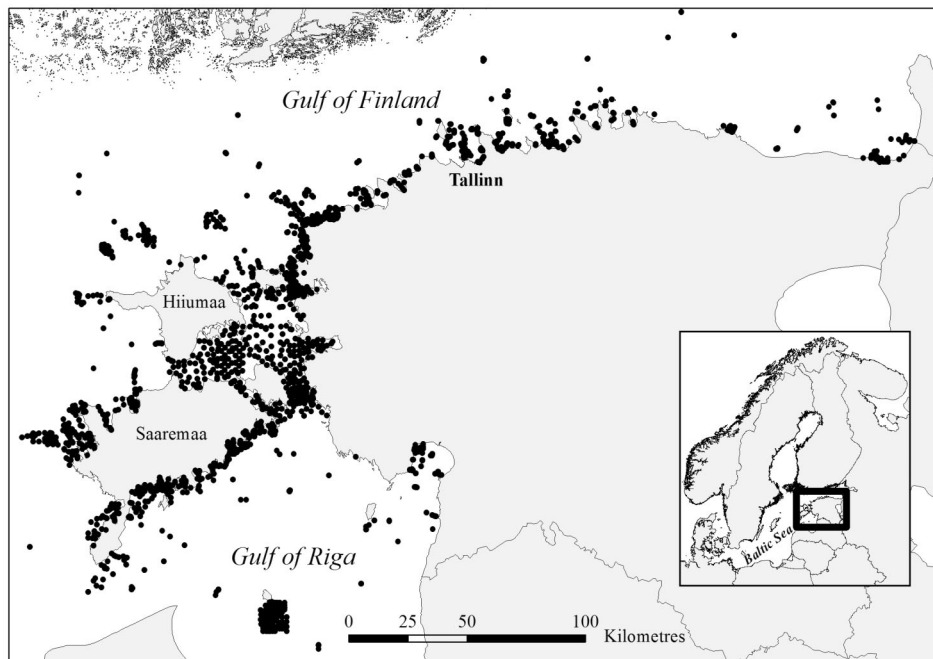 Gulf of Finland
Tallinn
Hiiumaa
Saaremaa
Baltic Sea
Gulf of Riga
0 25 50 100
Kilometres